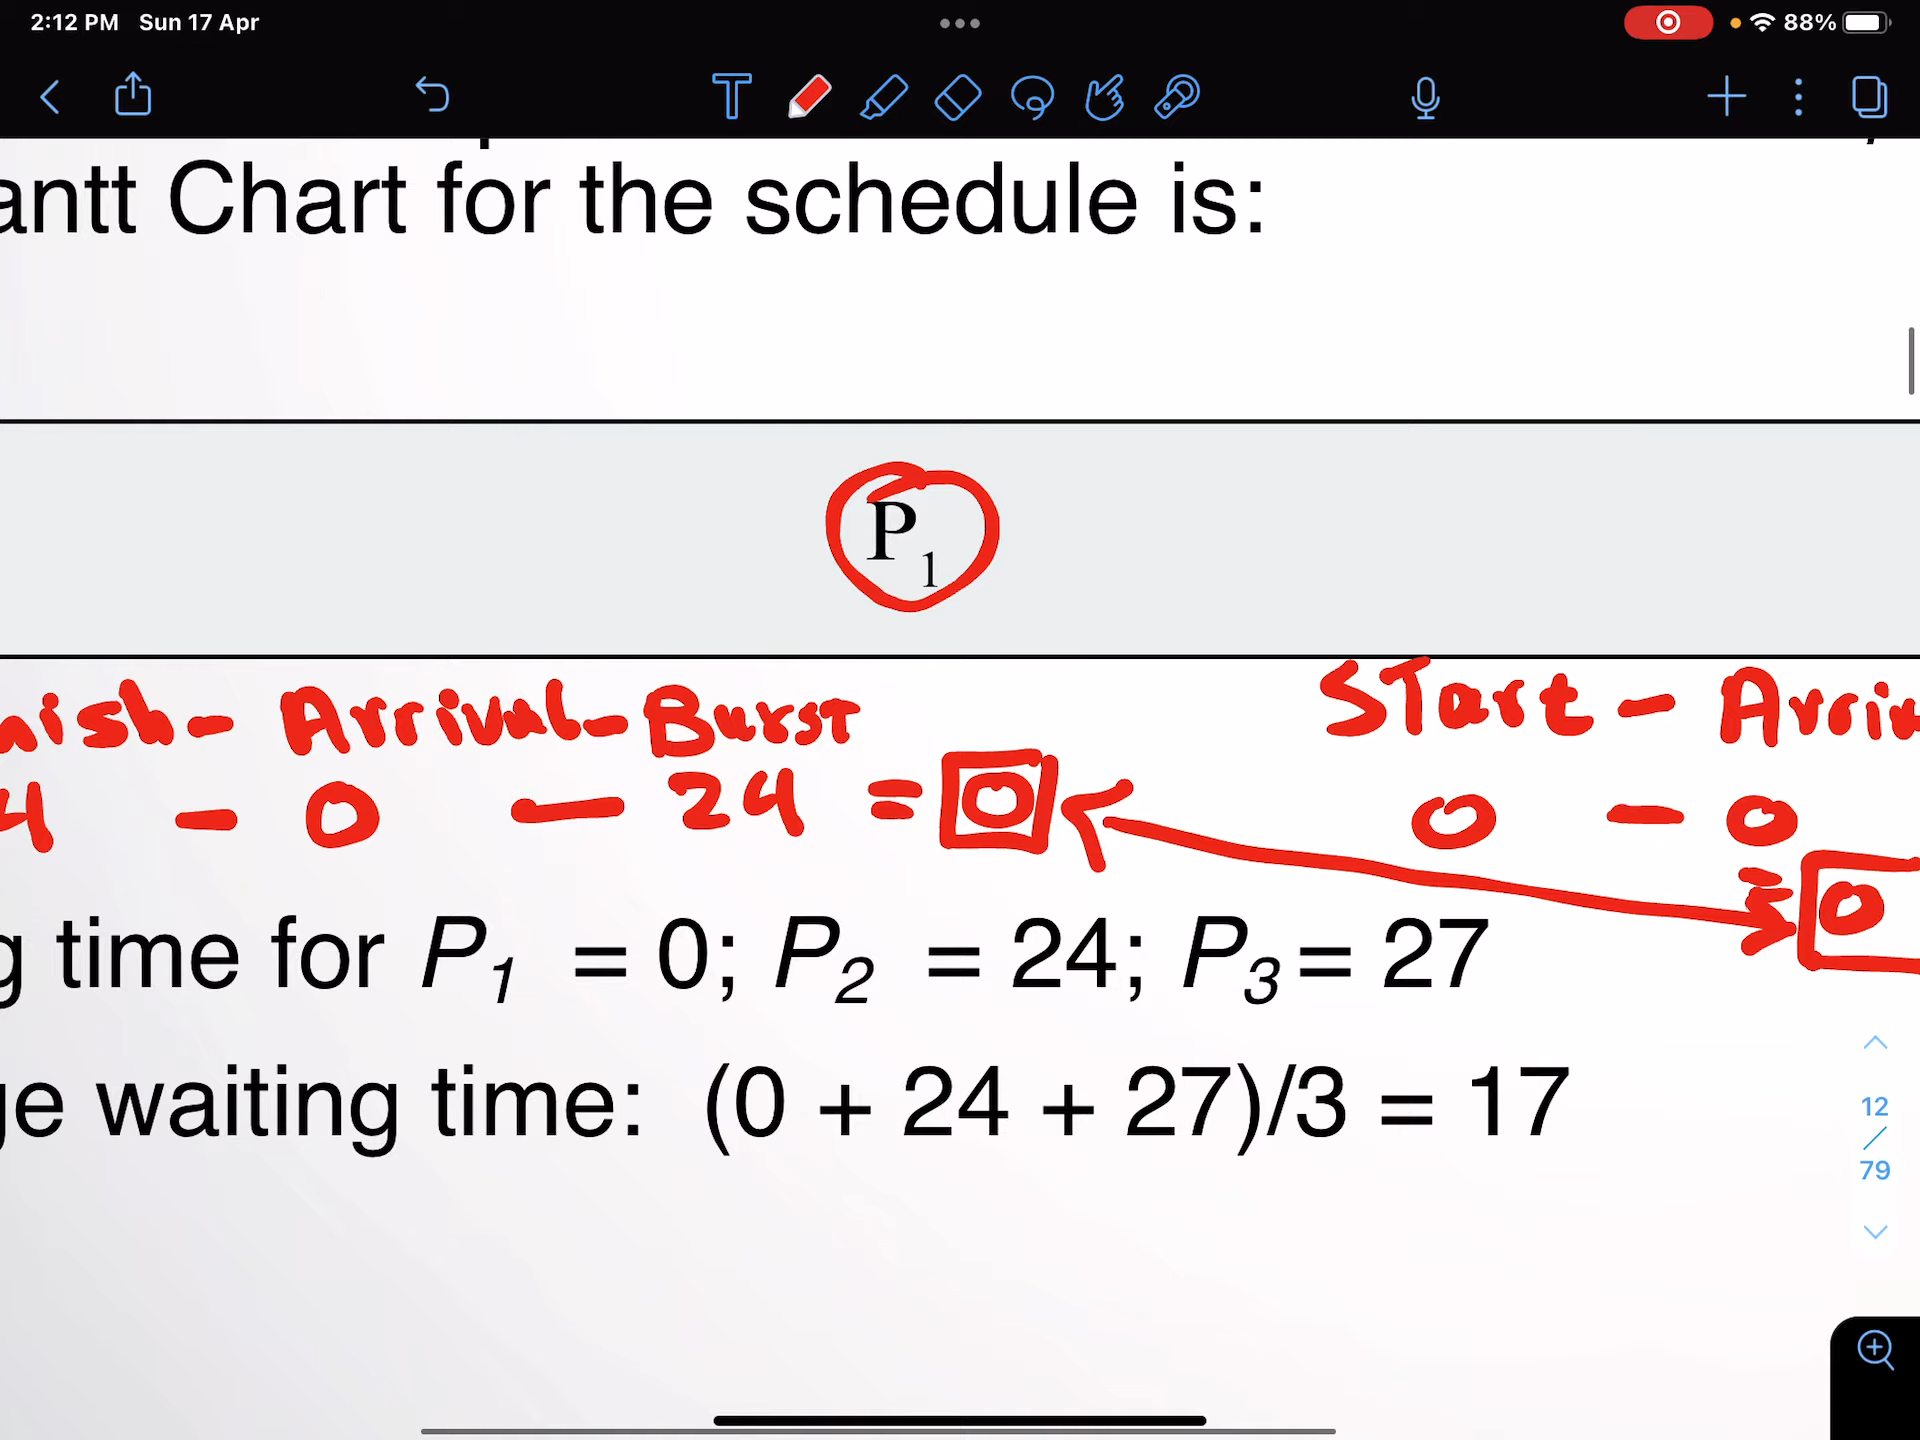 2:12 PM Sun 17 Apr
88%
antt Chart for the schedule is:
P1
nish - Arrival - Burst
START - Arriv
4 - 0 - 24 = 0
0 - 0
= 0
g time for P1 = 0; P2 = 24; P3 = 27
ge waiting time: (0 + 24 + 27)/3 = 17
12
/
79